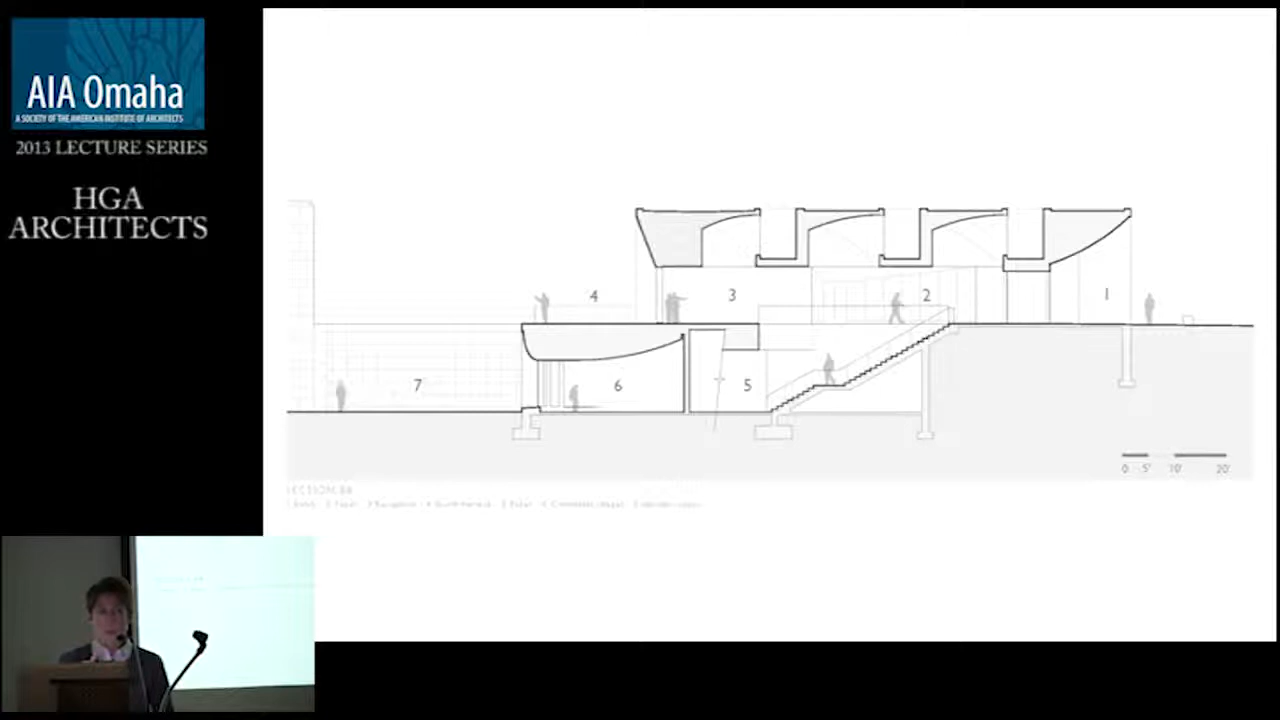 AIA Omaha
A SOCIETY OF THE AMERICAN INSTITUTE OF ARCHITECTS
2013 LECTURE SERIES
HGA
ARCHITECTS
4
3
2
1
7
6
5
0 5' 10' 20'